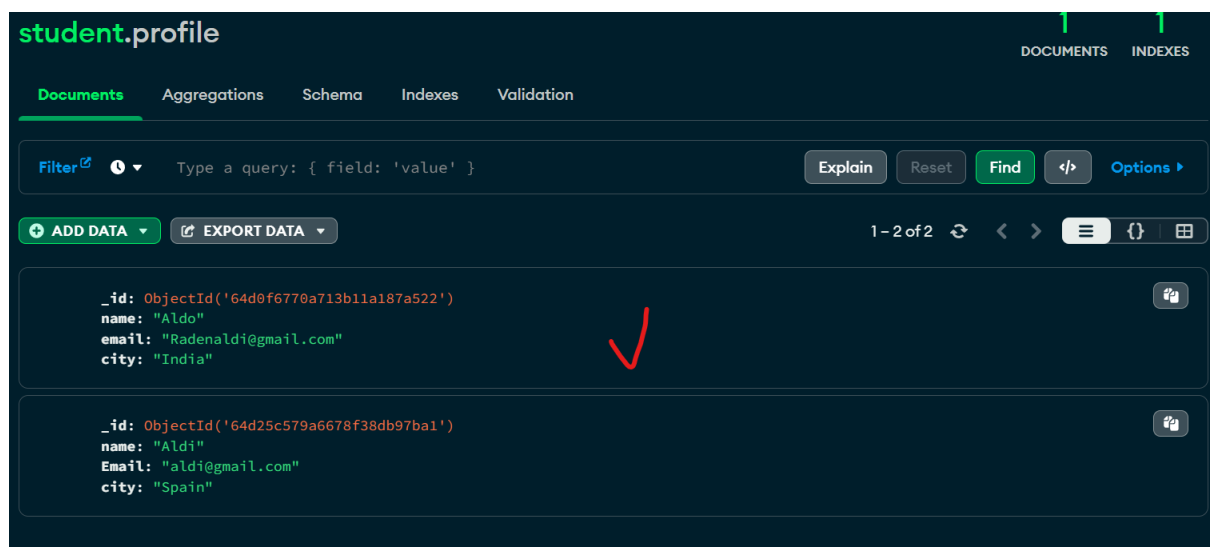 student.profile
1 1
DOCUMENTS INDEXES
Documents Aggregations Schema Indexes Validation
Filter Type a query: { field: 'value' } Explain Reset Find </> Options
ADD DATA EXPORT DATA 1 – 2 of 2 {}
_id: ObjectId('64d0f6770a713b11a187a522')
name: "Aldo"
email: "Radenaldi@gmail.com"
city: "India"
_id: ObjectId('64d25c579a6678f38db97ba1')
name: "Aldi"
Email: "aldi@gmail.com"
city: "Spain"